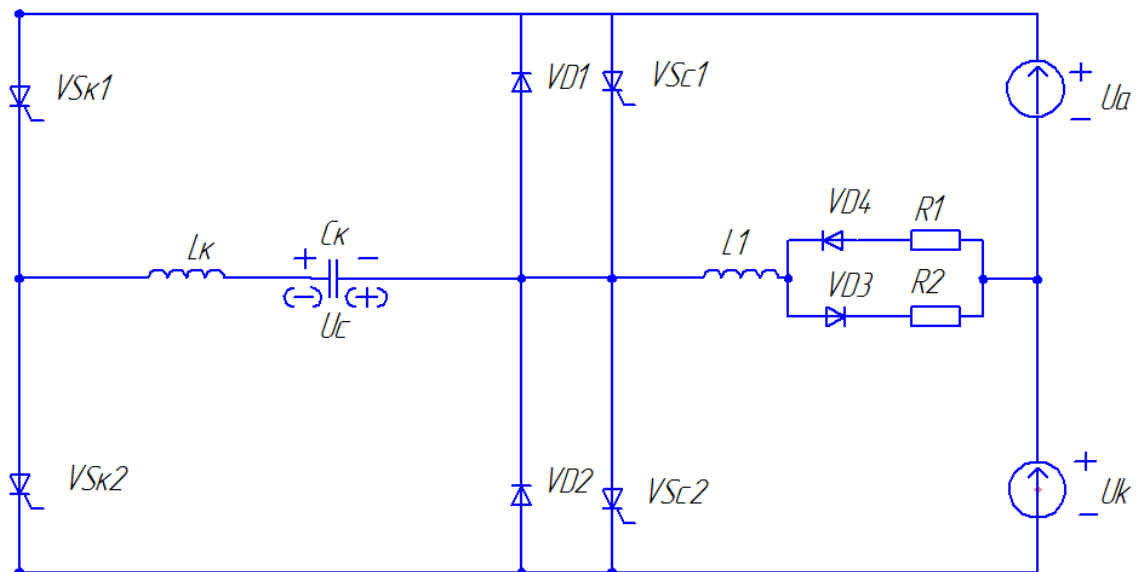 VSк1
VD1
VSc1
+
Ua
−
VD4
R1
Lк
+
Cк
−
L1
(−)
(+)
VD3
R2
Uc
VSк2
VD2
VSc2
+
Uk
−